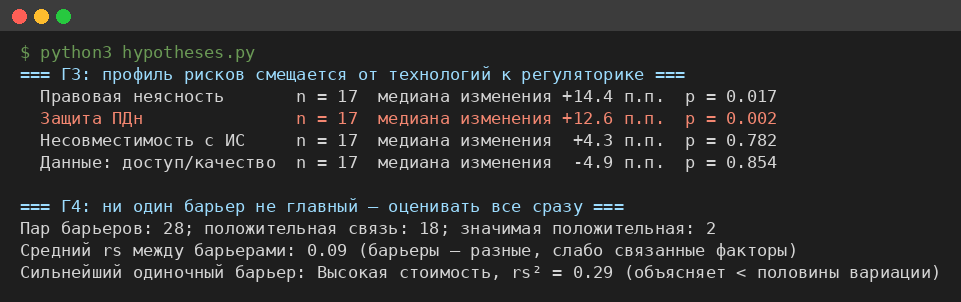 $ python3 hypotheses.py
=== Г3: профиль рисков смещается от технологий к регуляторике ===
Правовая неясность n = 17 медиана изменения +14.4 п.п. p = 0.017
Защита ПДн n = 17 медиана изменения +12.6 п.п. p = 0.002
Несовместимость с ИС n = 17 медиана изменения +4.3 п.п. p = 0.782
Данные: доступ/качество n = 17 медиана изменения -4.9 п.п. p = 0.854
=== Г4: ни один барьер не главный — оценивать все сразу ===
Пар барьеров: 28; положительная связь: 18; значимая положительная: 2
Средний rs между барьерами: 0.09 (барьеры — разные, слабо связанные факторы)
Сильнейший одиночный барьер: Высокая стоимость, rs² = 0.29 (объясняет < половины вариации)